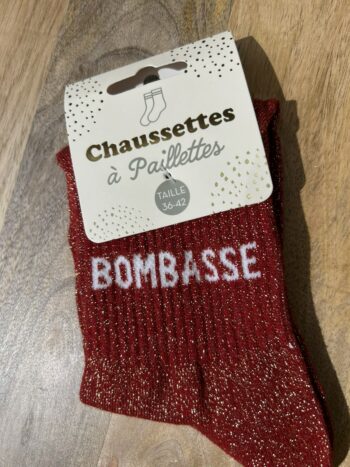 Chaussettes
à Paillettes
TAILLE
36-42
BOMBASSE